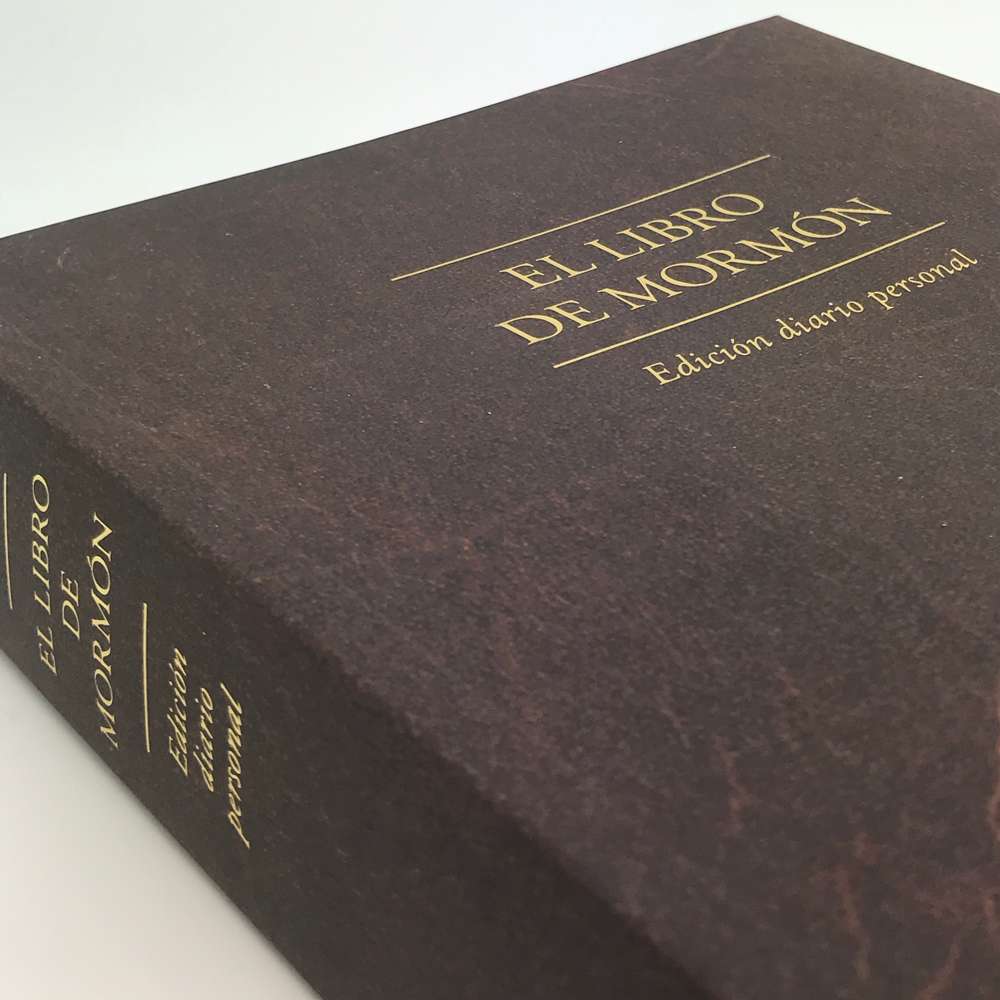 EL LIBRO
DE MORMÓN
Edición diario personal
EL LIBRO
DE
MORMÓN
Edición
diario
personal